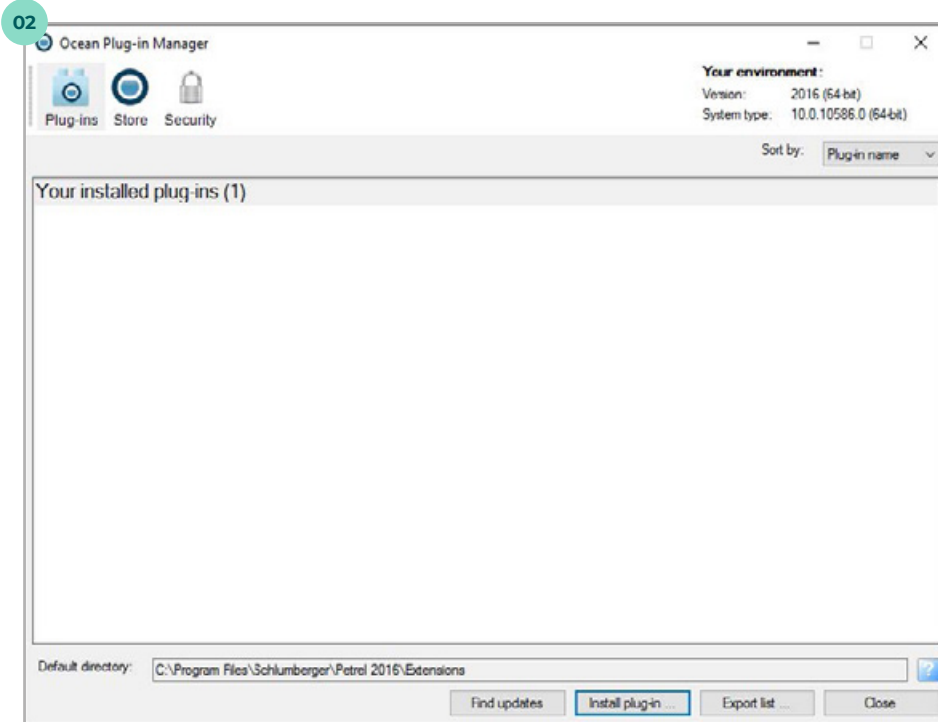 02
Ocean Plug-in Manager
Plug-ins Store Security
Your environment:
Version: 2016 (64-bit)
System type: 10.0.10586.0 (64-bit)
Sort by: Plug-in name
Your installed plug-ins (1)
Default directory: C:\Program Files\Schlumberger\Petrel 2016\Extensions
?
Find updates Install plug-in ... Export list ... Close